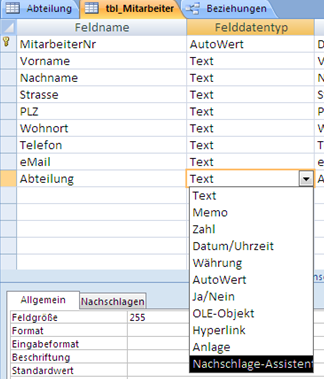 Abteilung tbl_Mitarbeiter Beziehungen
Feldname Felddatentyp
MitarbeiterNr AutoWert
Vorname Text
Nachname Text
Strasse Text
PLZ Text
Wohnort Text
Telefon Text
eMail Text
Abteilung Text
Text
Memo
Zahl
Datum/Uhrzeit
Währung
AutoWert
Ja/Nein
OLE-Objekt
Hyperlink
Anlage
Nachschlage-Assistent
Allgemein Nachschlagen
Feldgröße 255
Format
Eingabeformat
Beschriftung
Standardwert